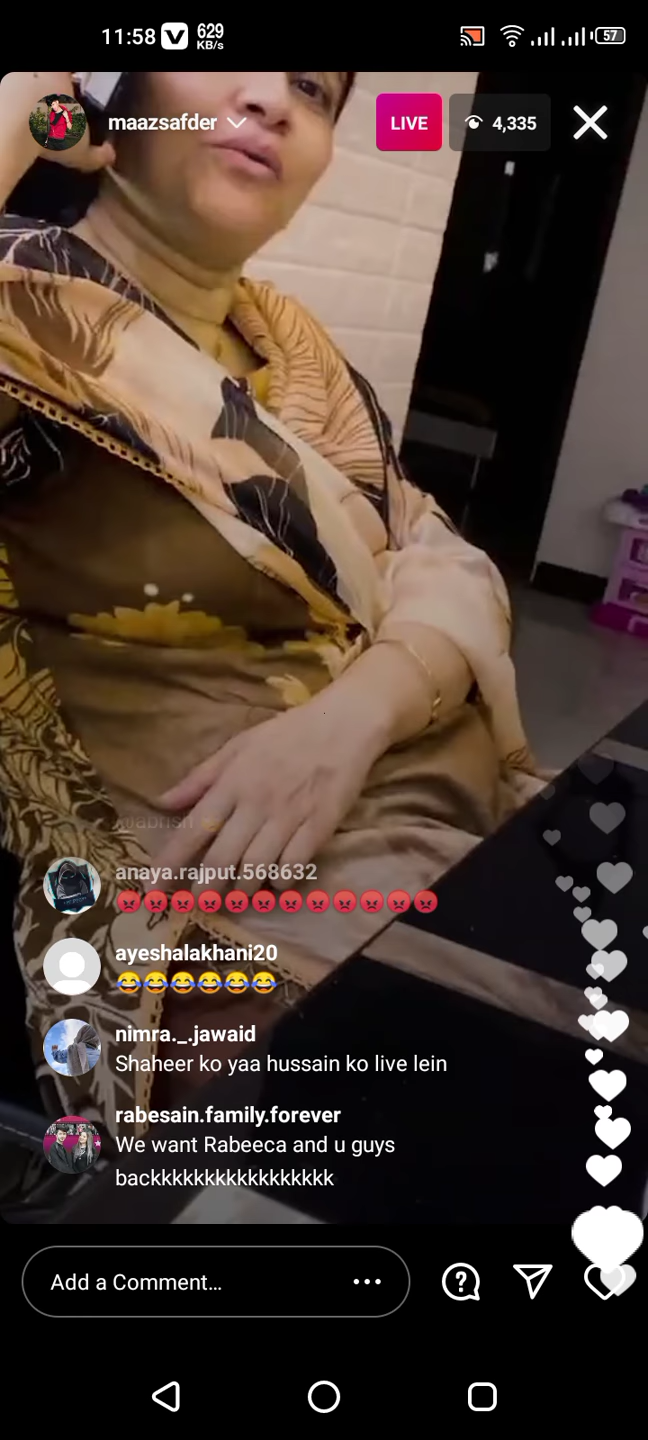 11:58 V 629 KB/s 57
maazsafder LIVE 4,335
anaya.rajput.568632
😡😡😡😡😡😡😡😡😡😡😡😡
ayeshalakhani20
😂😂😂😂😂😂
nimra._.jawaid
Shaheer ko yaa hussain ko live lein
rabesain.family.forever
We want Rabeeca and u guys
backkkkkkkkkkkkkkkkk
Add a Comment...